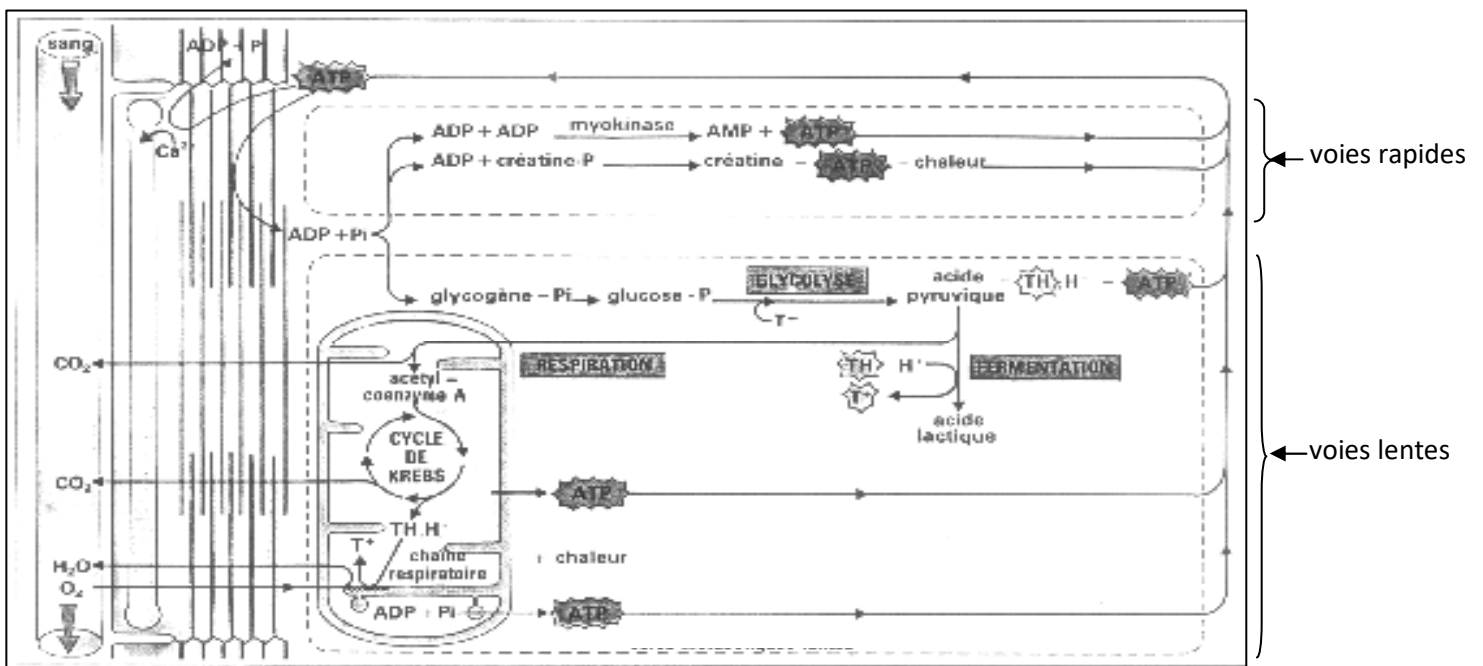 sang
ADP + P
ATP
Ca²⁺
ADP + ADP myokinase AMP + ATP
ADP + créatine-P créatine - ATP - chaleur
voies rapides
ADP + Pi
glycogène - Pi glucose - P GLYCOLYSE acide pyruvique - TH H - ATP
T
CO₂
RESPIRATION
TH H⁺
T⁺
FERMENTATION
acétyl -
coenzyme A
acide
lactique
voies lentes
CYCLE
DE
KREBS
CO₂
ATP
TH.H
T⁺
chaîne
respiratoire
+ chaleur
H₂O
O₂
ADP + Pi
ATP